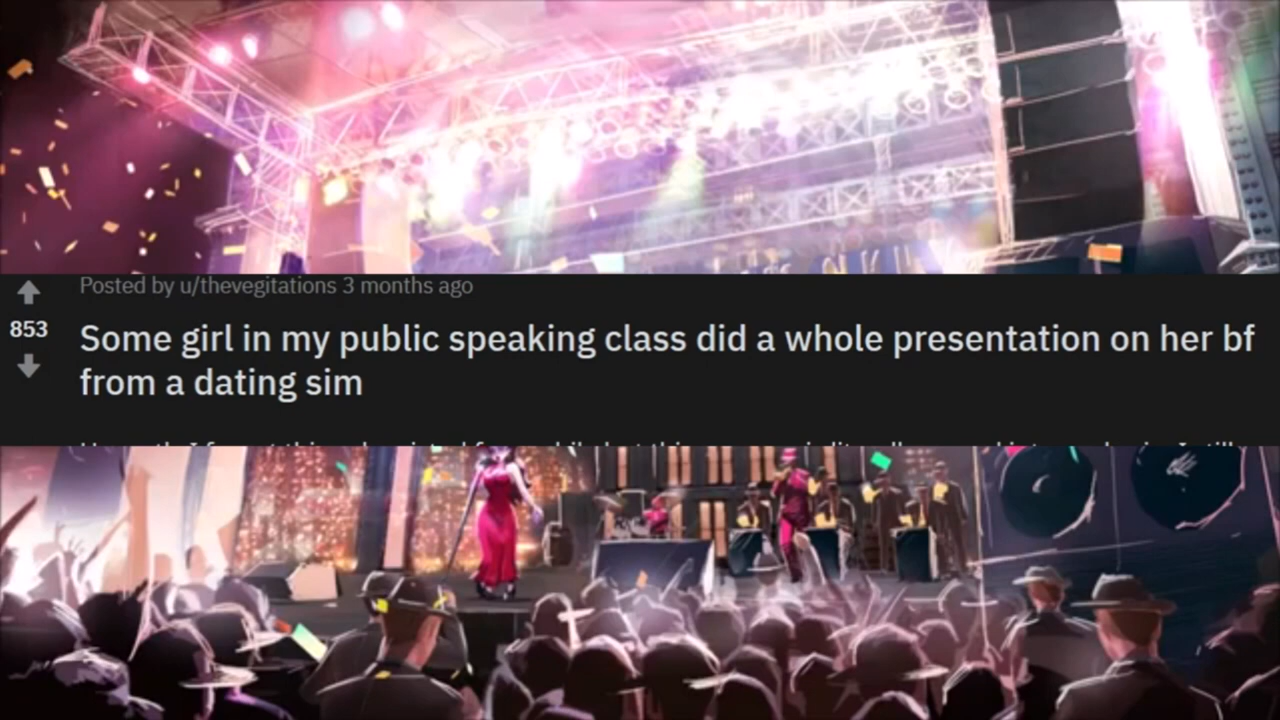 Posted by u/thevegitations 3 months ago
853
Some girl in my public speaking class did a whole presentation on her bf
from a dating sim